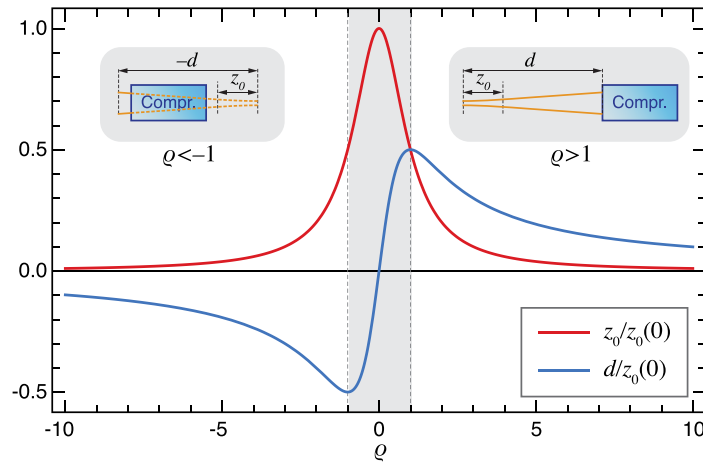 1.0
0.5
0.0
-0.5
-d
z₀
Compr.
ϱ<−1
d
z₀
Compr.
ϱ>1
z₀/z₀(0)
d/z₀(0)
-10 -5 0 5 10
ϱ